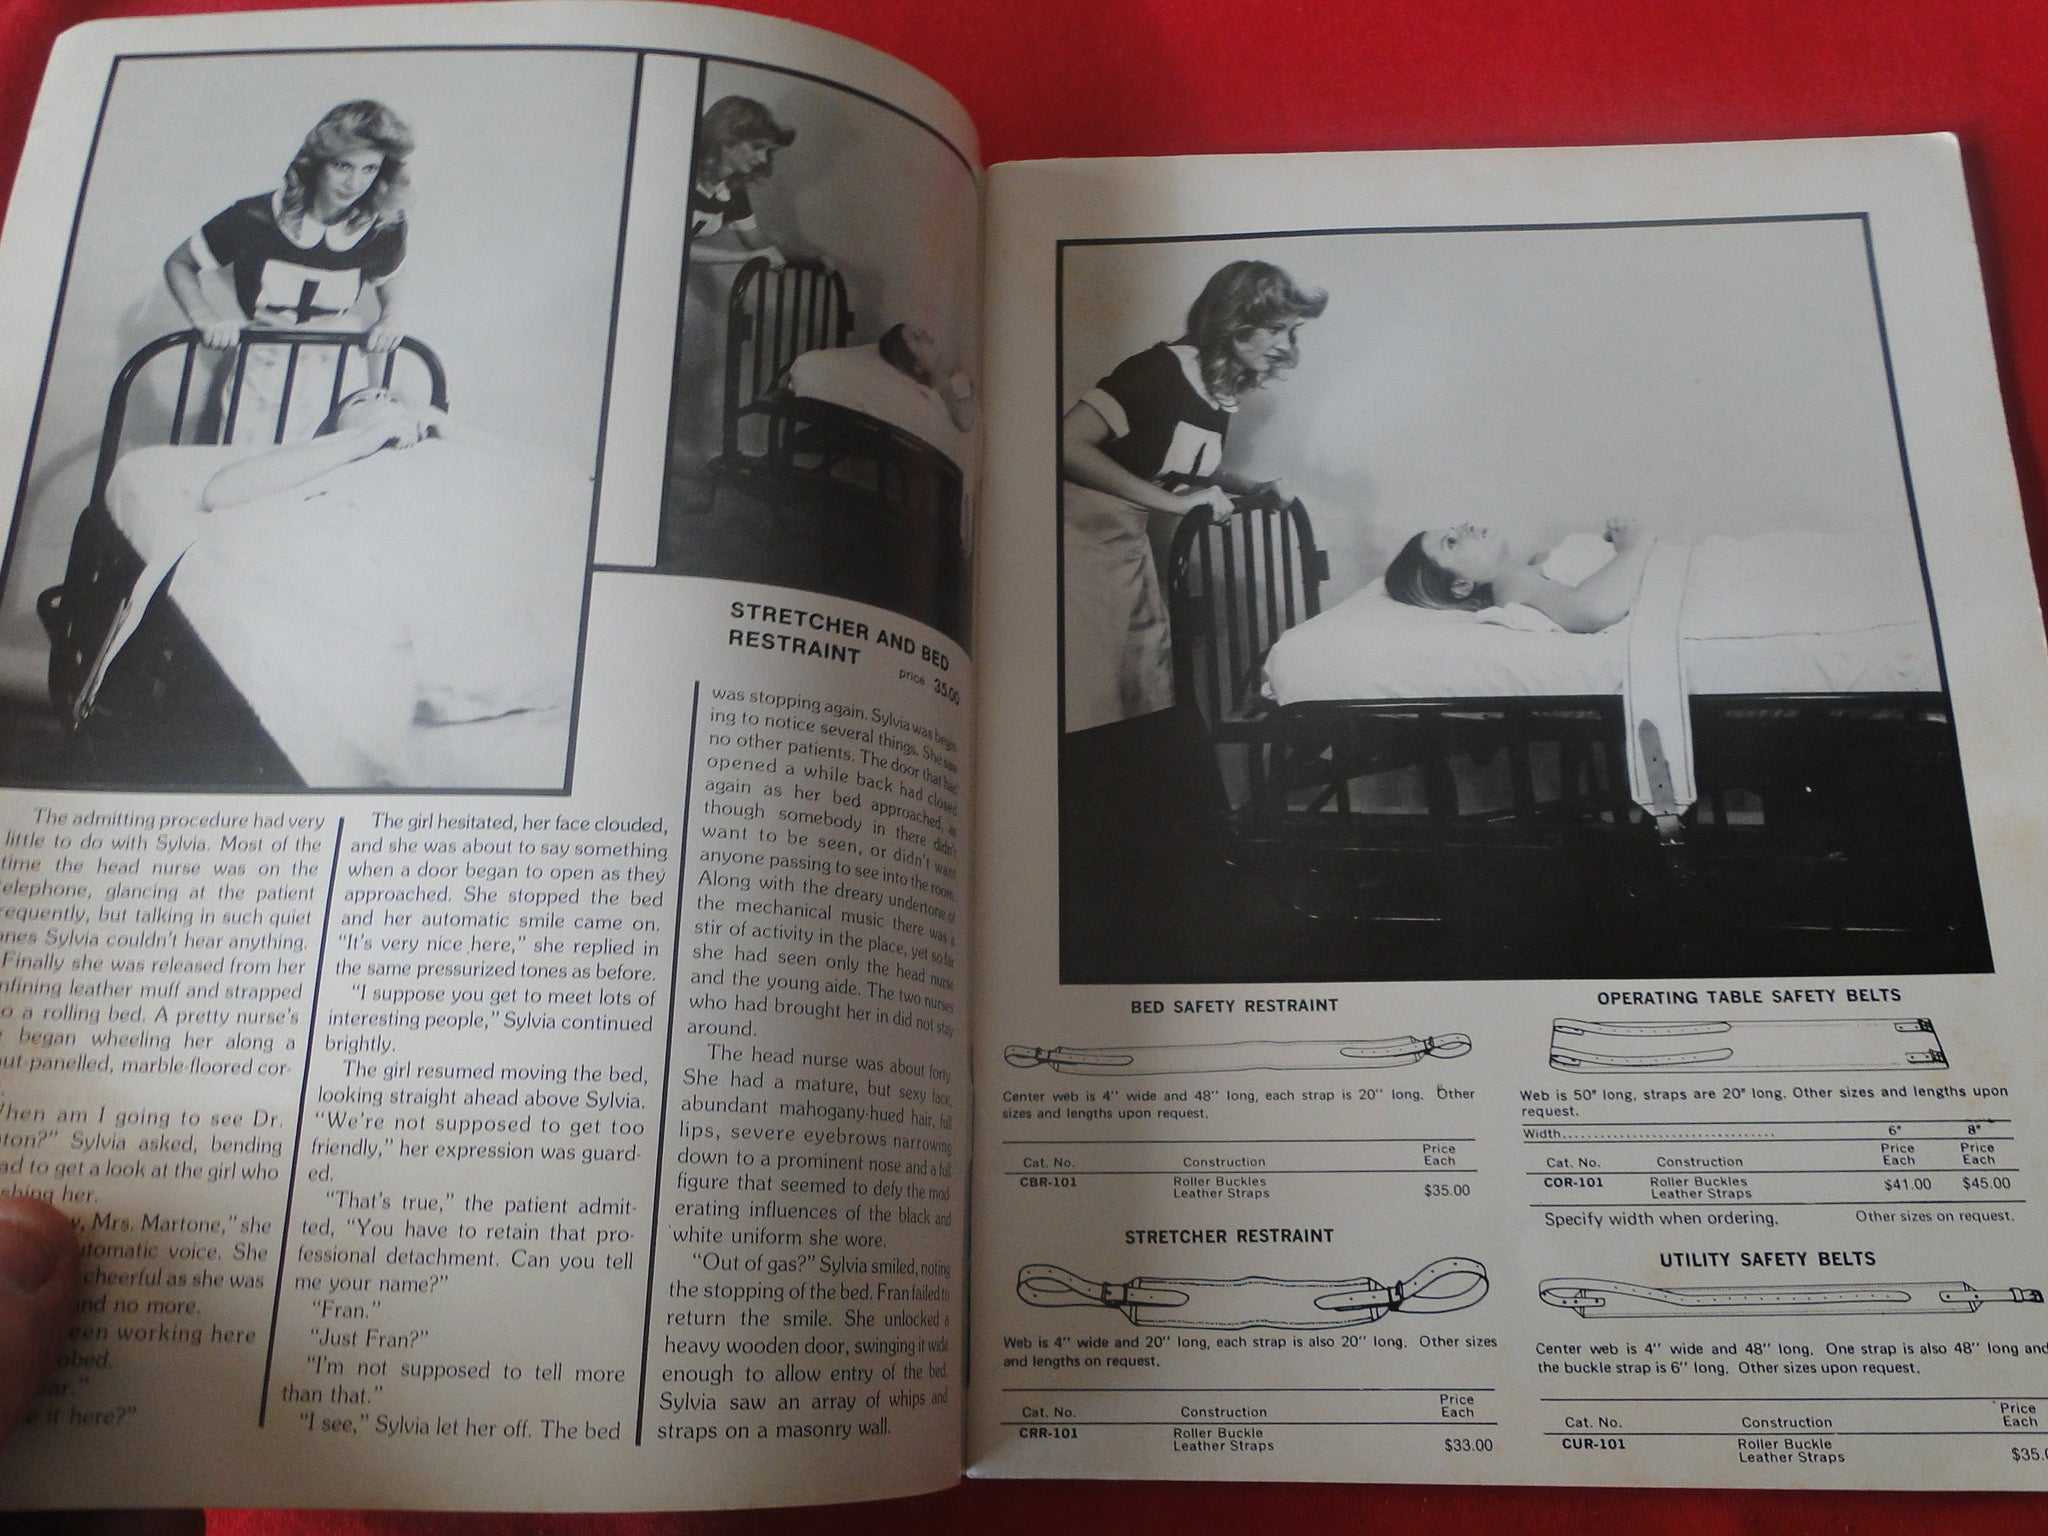 STRETCHER AND BED
RESTRAINT
price 35.00
The admitting procedure had very
little to do with Sylvia. Most of the
time the head nurse was on the
elephone, glancing at the patient
requently, but talking in such quiet
ones Sylvia couldn't hear anything.
Finally she was released from her
nfining leather muff and strapped
o a rolling bed. A pretty nurse's
began wheeling her along a
ut-panelled, marble-floored cor-
hen am I going to see Dr.
ton?" Sylvia asked, bending
ad to get a look at the girl who
shing her.
Mrs. Martone," she
utomatic voice. She
cheerful as she was
and no more.
een working here
obed.
it here?"
The girl hesitated, her face clouded,
and she was about to say something
when a door began to open as they
approached. She stopped the bed
and her automatic smile came on.
"It's very nice here," she replied in
the same pressurized tones as before.
"I suppose you get to meet lots of
interesting people," Sylvia continued
brightly.
The girl resumed moving the bed,
looking straight ahead above Sylvia.
"We're not supposed to get too
friendly," her expression was guard-
ed.
"That's true," the patient admit-
ted, "You have to retain that pro-
fessional detachment. Can you tell
me your name?"
"Fran."
"Just Fran?"
"I'm not supposed to tell more
than that."
"I see," Sylvia let her off. The bed
was stopping again. Sylvia was begin
ing to notice several things. She saw
no other patients. The door that had
opened a while back had closed
again as her bed approached, as
though somebody in there didn't
want to be seen, or didn't want
anyone passing to see into the room.
Along with the dreary undertone of
the mechanical music there was a
stir of activity in the place, yet so far
she had seen only the head nurse
and the young aide. The two nurses
who had brought her in did not stay
around.
The head nurse was about forty.
She had a mature, but sexy face,
abundant mahogany-hued hair, full
lips, severe eyebrows narrowing
down to a prominent nose and a full
figure that seemed to defy the mod
erating influences of the black and
white uniform she wore.
"Out of gas?" Sylvia smiled, noting
the stopping of the bed. Fran failed to
return the smile. She unlocked a
heavy wooden door, swinging it wide
enough to allow entry of the bed.
Sylvia saw an array of whips and
straps on a masonry wall.
BED SAFETY RESTRAINT
Center web is 4" wide and 48" long, each strap is 20" long. Other
sizes and lengths upon request.
Cat. No. Construction Price Each
CBR-101 Roller Buckles
Leather Straps $35.00
STRETCHER RESTRAINT
Web is 4" wide and 20" long, each strap is also 20" long. Other sizes
and lengths on request.
Cat. No. Construction Price Each
CRR-101 Roller Buckle
Leather Straps $33.00
OPERATING TABLE SAFETY BELTS
Web is 50" long, straps are 20" long. Other sizes and lengths upon
request.
Width.................................... 6" 8"
Cat. No. Construction Price Each Price Each
COR-101 Roller Buckles
Leather Straps $41.00 $45.00
Specify width when ordering. Other sizes on request.
UTILITY SAFETY BELTS
Center web is 4" wide and 48" long. One strap is also 48" long and
the buckle strap is 6" long. Other sizes upon request.
Cat. No. Construction Price Each
CUR-101 Roller Buckle
Leather Straps $35.0